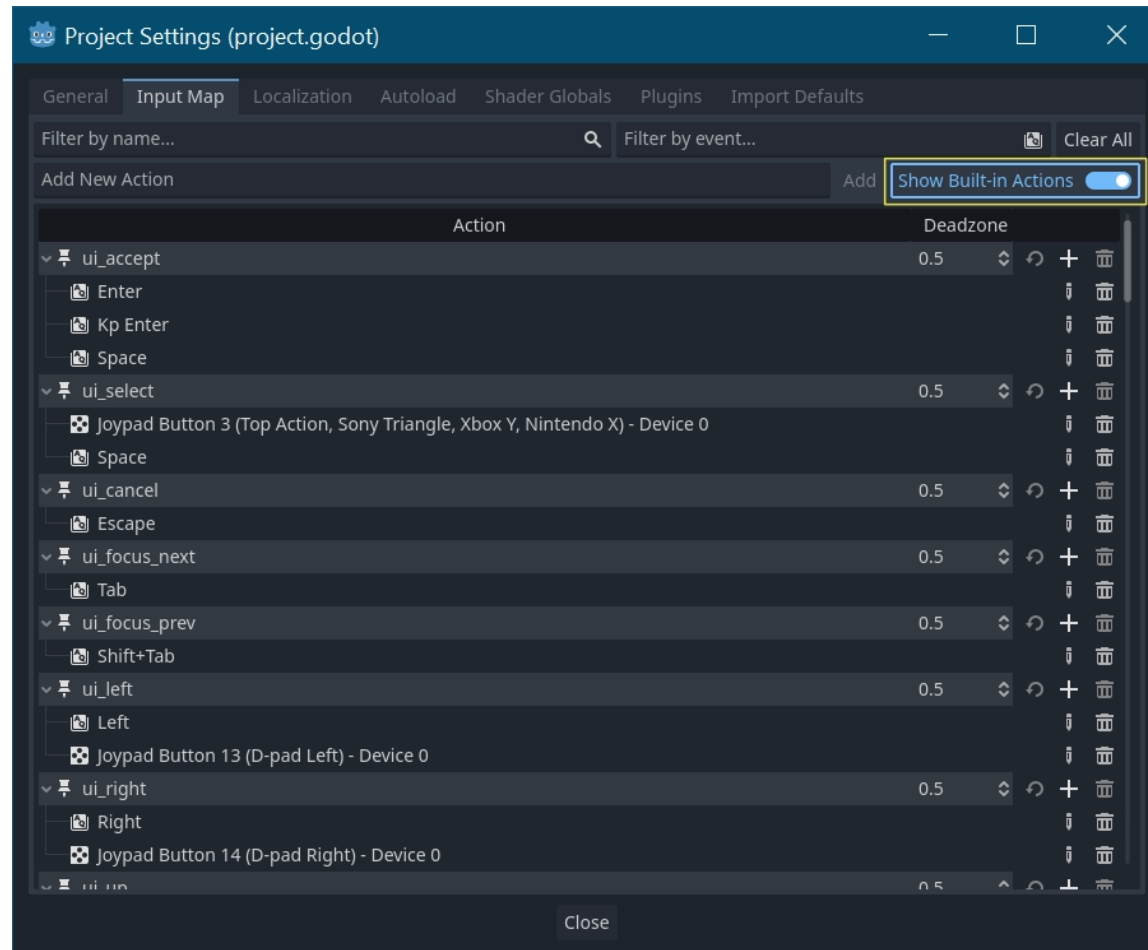 Project Settings (project.godot)
General Input Map Localization Autoload Shader Globals Plugins Import Defaults
Filter by name... Filter by event... Clear All
Add New Action Add Show Built-in Actions
Action Deadzone
ui_accept 0.5
Enter
Kp Enter
Space
ui_select 0.5
Joypad Button 3 (Top Action, Sony Triangle, Xbox Y, Nintendo X) - Device 0
Space
ui_cancel 0.5
Escape
ui_focus_next 0.5
Tab
ui_focus_prev 0.5
Shift+Tab
ui_left 0.5
Left
Joypad Button 13 (D-pad Left) - Device 0
ui_right 0.5
Right
Joypad Button 14 (D-pad Right) - Device 0
ui_up 0.5
Close